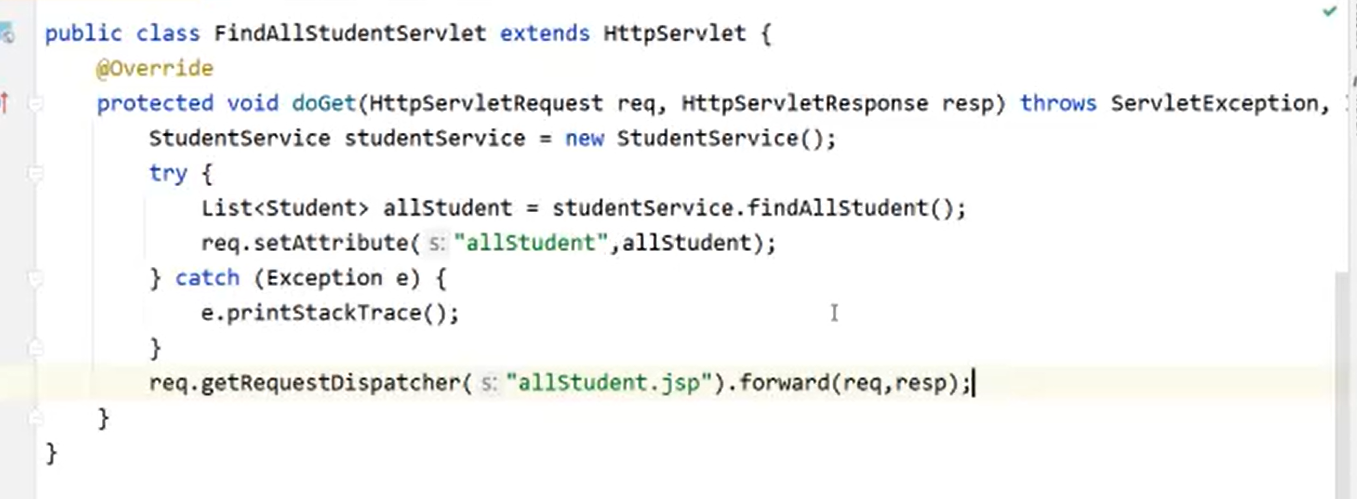 public class FindAllStudentServlet extends HttpServlet {
@Override
protected void doGet(HttpServletRequest req, HttpServletResponse resp) throws ServletException,
StudentService studentService = new StudentService();
try {
List<Student> allStudent = studentService.findAllStudent();
req.setAttribute( s: "allStudent",allStudent);
} catch (Exception e) {
e.printStackTrace();
}
req.getRequestDispatcher( s: "allStudent.jsp").forward(req,resp);
}
}